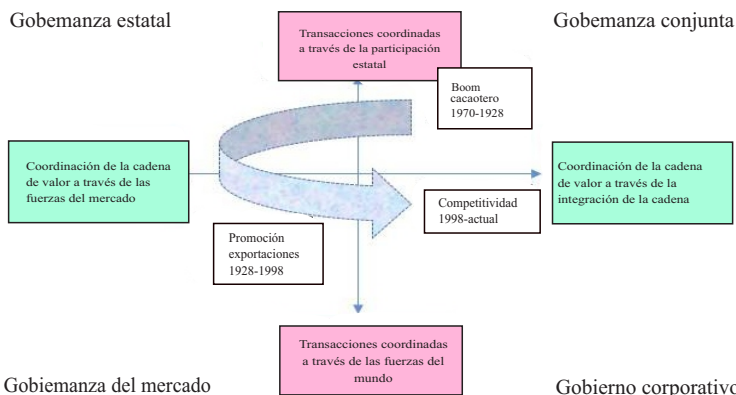 Gobemanza estatal
Transacciones coordinadas
a través de la participación
estatal
Gobemanza conjunta
Boom
cacaotero
1970-1928
Coordinación de la cadena
de valor a través de las
fuerzas del mercado
Coordinación de la cadena
de valor a través de la
integración de la cadena
Competitividad
1998-actual
Promoción
exportaciones
1928-1998
Transacciones coordinadas
a través de las fuerzas del
mundo
Gobiemanza del mercado
Gobierno corporativo